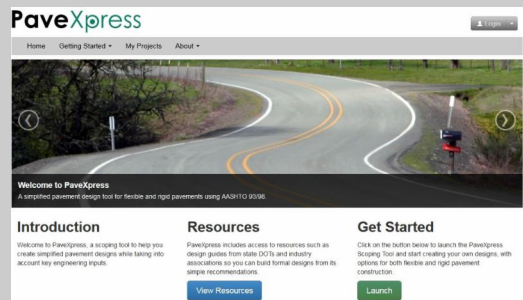 PaveXpress
Login
Home Getting Started My Projects About
Welcome to PaveXpress
A simplified pavement design tool for flexible and rigid pavements using AASHTO 93/98.
Introduction
Welcome to PaveXpress, a scoping tool to help you
create simplified pavement designs while taking into
account key engineering inputs.
Resources
PaveXpress includes access to resources such as
design guides from state DOTs and industry
associations so you can build formal designs from its
simple recommendations.
View Resources
Get Started
Click on the button below to launch the PaveXpress
Scoping Tool and start creating your own designs, with
options for both flexible and rigid pavement
construction.
Launch